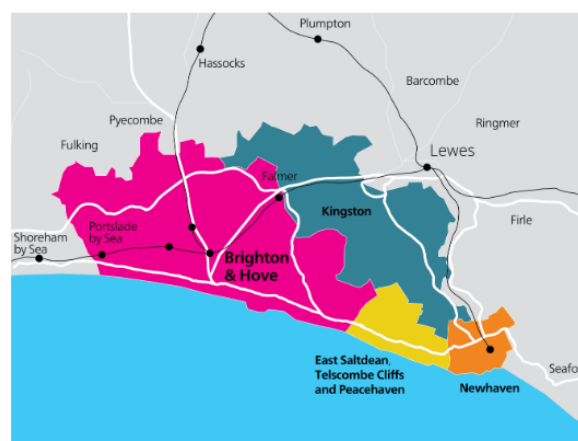 Plumpton
Hassocks
Barcombe
Pyecombe
Ringmer
Fulking
Lewes
Falmer
Kingston
Portslade
by Sea
Firle
Shoreham
by Sea
Brighton
& Hove
East Saltdean,
Telscombe Cliffs
and Peacehaven
Newhaven
Seafo